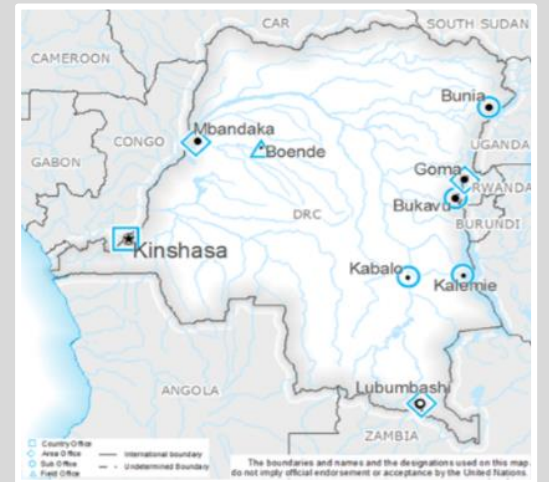 CAR
SOUTH SUDAN
CAMEROON
Bunia
Mbandaka
CONGO
UGANDA
Boende
GABON
Goma
RWANDA
Bukavu
DRC
BURUNDI
Kinshasa
Kabalo
Kalemie
ANGOLA
Lubumbashi
ZAMBIA
Country Office
Area Office
Sub Office
Field Office
International boundary
Undetermined Boundary
The boundaries and names and the designations used on this map
do not imply official endorsement or acceptance by the United Nations.